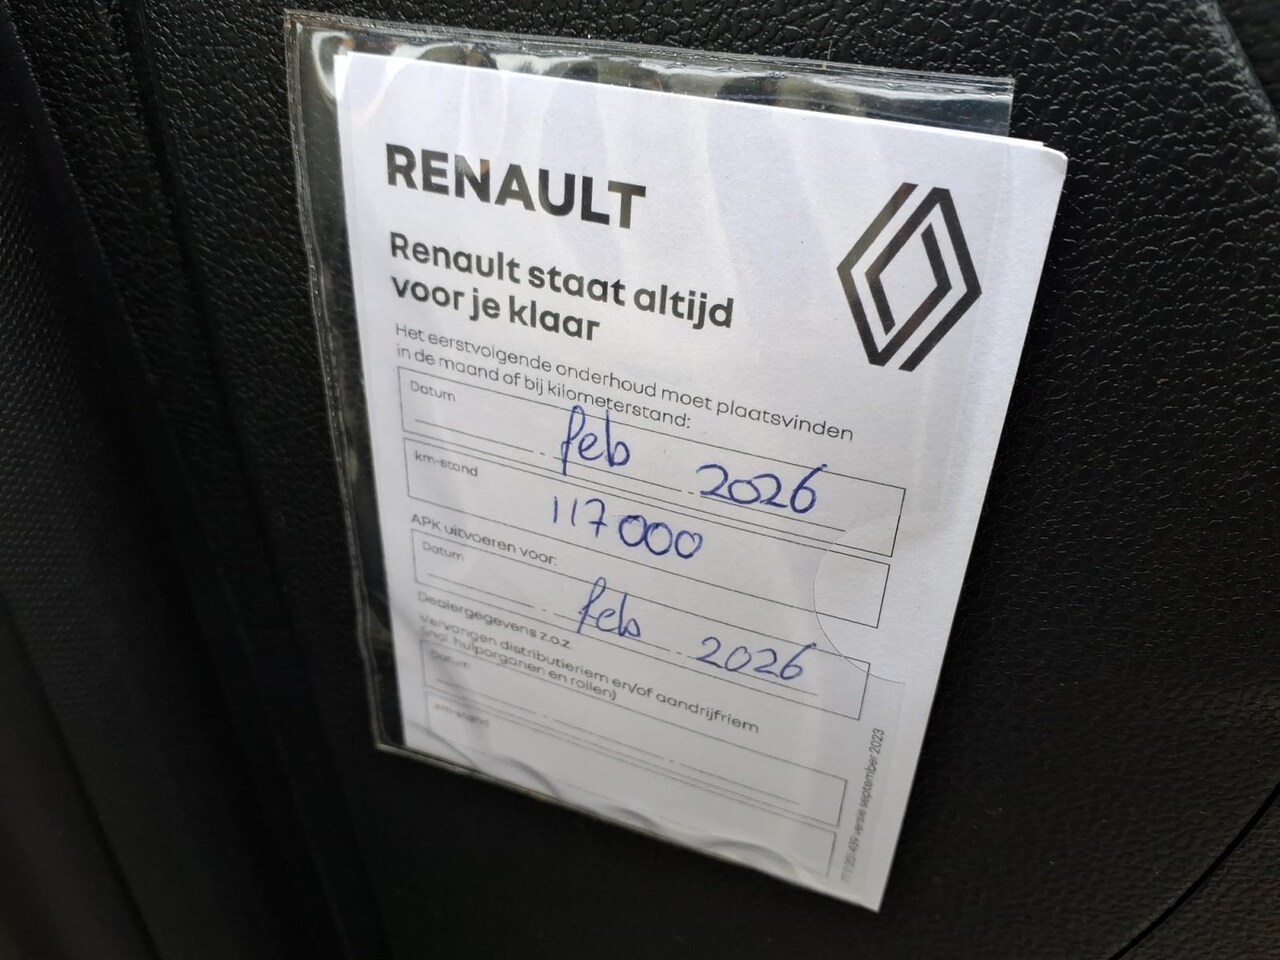 RENAULT
Renault staat altijd
voor je klaar
Het eerstvolgende onderhoud moet plaatsvinden
in de maand of bij kilometerstand:
Datum
feb 2026
km-stand
117000
APK uitvoeren voor:
Datum
feb 2026
Dealergegevens z.o.z.
Vervangen distributieriem en/of aandrijfriem
(incl. hulporganen en rollen)
Datum
km-stand
versie september 2023